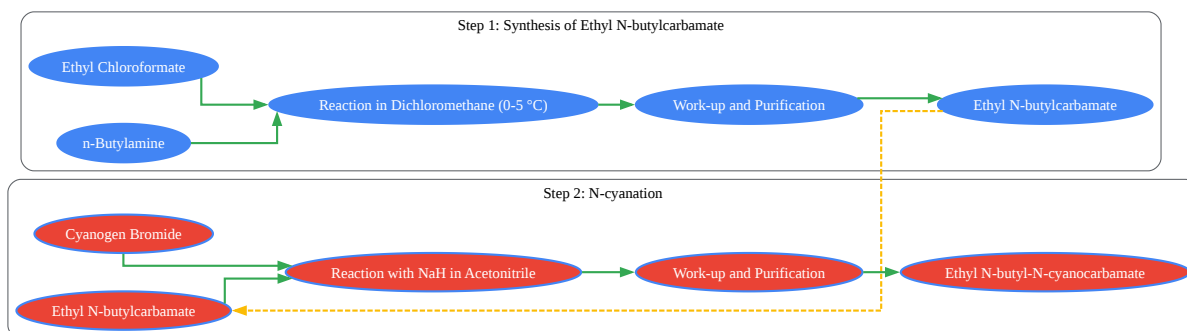 Step 1: Synthesis of Ethyl N-butylcarbamate
Ethyl Chloroformate
n-Butylamine
Reaction in Dichloromethane (0-5 °C)
Work-up and Purification
Ethyl N-butylcarbamate
Step 2: N-cyanation
Cyanogen Bromide
Ethyl N-butylcarbamate
Reaction with NaH in Acetonitrile
Work-up and Purification
Ethyl N-butyl-N-cyanocarbamate